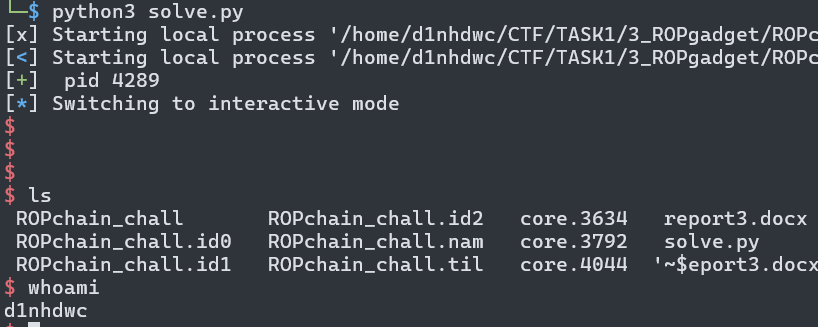 └─$ python3 solve.py
[x] Starting local process '/home/d1nhdwc/CTF/TASK1/3_ROPgadget/ROPc
[<] Starting local process '/home/d1nhdwc/CTF/TASK1/3_ROPgadget/ROPc
[+]  pid 4289
[*] Switching to interactive mode
$
$
$
$ ls
ROPchain_chall      ROPchain_chall.id2   core.3634   report3.docx
ROPchain_chall.id0  ROPchain_chall.nam   core.3792   solve.py
ROPchain_chall.id1  ROPchain_chall.til   core.4044  '~$eport3.docx
$ whoami
d1nhdwc